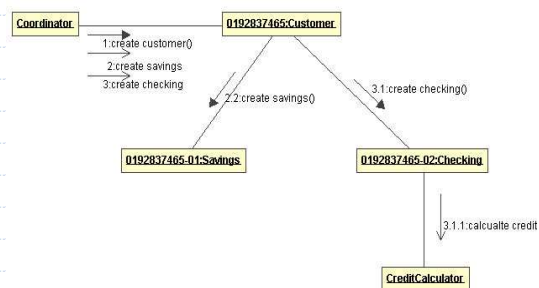 Coordinator
0192837465:Customer
1:create customer()
2:create savings
3:create checking
2.2:create savings()
3.1:create checking()
0192837465-01:Savings
0192837465-02:Checking
3.1.1:calcualte credit
CreditCalculator